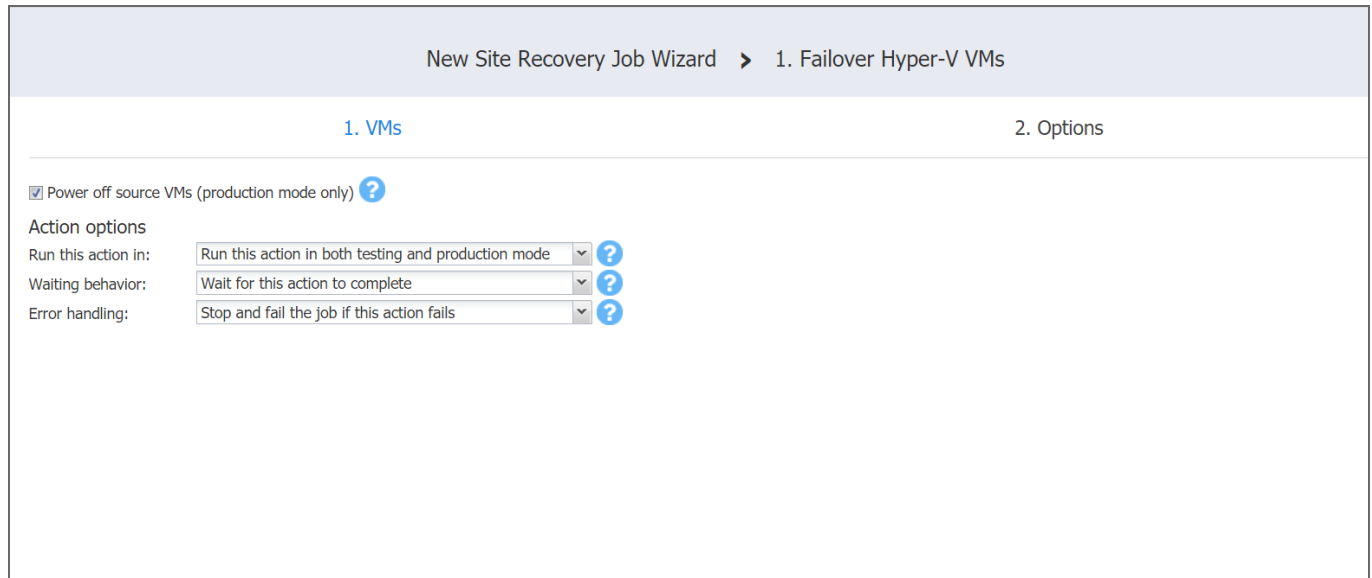 New Site Recovery Job Wizard > 1. Failover Hyper-V VMs
1. VMs 2. Options
Power off source VMs (production mode only) ?
Action options
Run this action in: Run this action in both testing and production mode ?
Waiting behavior: Wait for this action to complete ?
Error handling: Stop and fail the job if this action fails ?